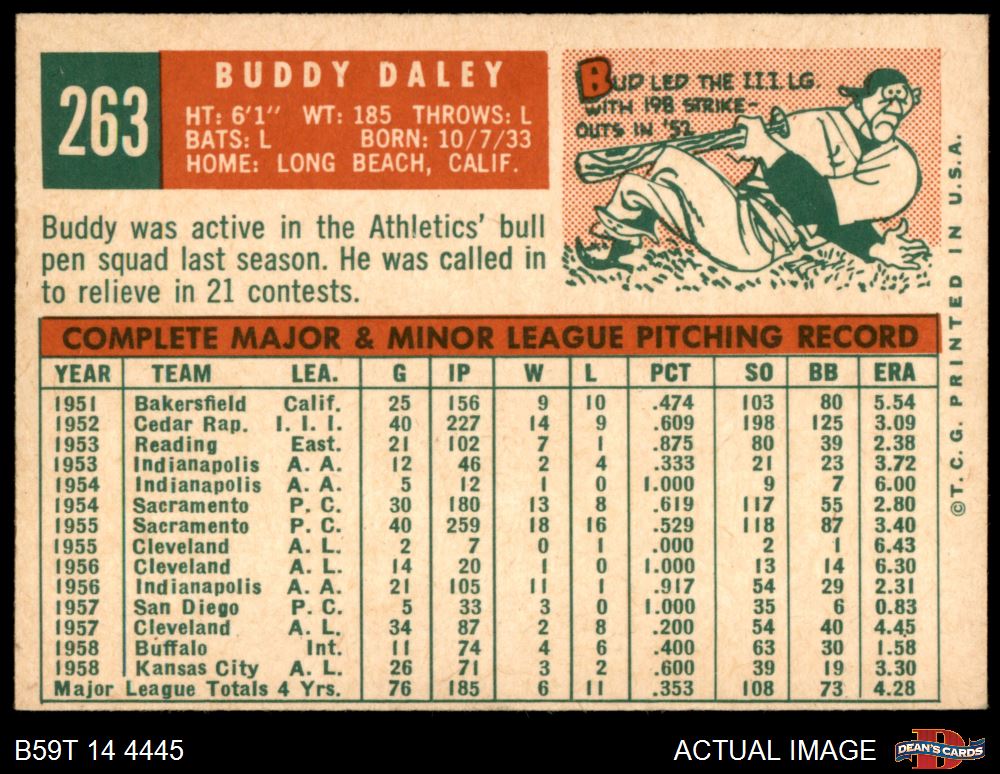 263
BUDDY DALEY
HT: 6'1" WT: 185 THROWS: L
BATS: L BORN: 10/7/33
HOME: LONG BEACH, CALIF.
BUD LED THE I I I LG.
WITH 198 STRIKE-
OUTS IN '52
Buddy was active in the Athletics' bull
pen squad last season. He was called in
to relieve in 21 contests.
COMPLETE MAJOR & MINOR LEAGUE PITCHING RECORD
YEAR TEAM LEA. G IP W L PCT SO BB ERA
1951 Bakersfield Calif. 25 156 9 10 .474 103 80 5.54
1952 Cedar Rap. I. I. I. 40 227 14 9 .609 198 125 3.09
1953 Reading East. 21 102 7 1 .875 80 39 2.38
1953 Indianapolis A. A. 12 46 2 4 .333 21 23 3.72
1954 Indianapolis A. A. 5 12 1 0 1.000 9 7 6.00
1954 Sacramento P. C. 30 180 13 8 .619 117 55 2.80
1955 Sacramento P. C. 40 259 18 16 .529 118 87 3.40
1955 Cleveland A. L. 2 7 0 1 .000 2 1 6.43
1956 Cleveland A. L. 14 20 1 0 1.000 13 14 6.30
1956 Indianapolis A. A. 21 105 11 1 .917 54 29 2.31
1957 San Diego P. C. 5 33 3 0 1.000 35 6 0.83
1957 Cleveland A. L. 34 87 2 8 .200 54 40 4.45
1958 Buffalo Int. 11 74 4 6 .400 63 30 1.58
1958 Kansas City A. L. 26 71 3 2 .600 39 19 3.30
Major League Totals 4 Yrs. 76 185 6 11 .353 108 73 4.28
©T. C. G. PRINTED IN U. S. A.
B59T 14 4445
ACTUAL IMAGE
DEAN'S CARDS